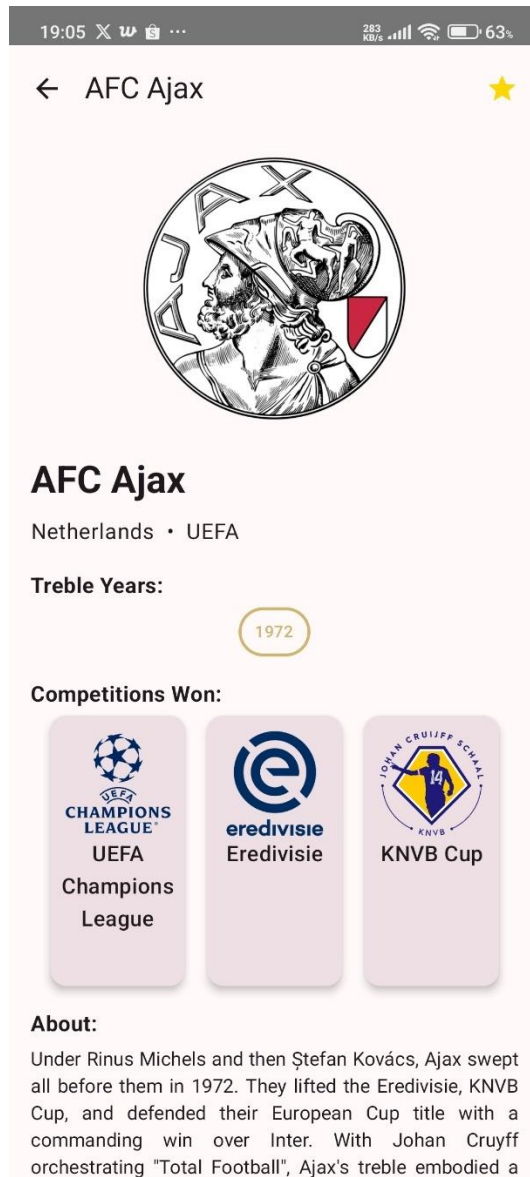 19:05 X W S ... 283 KB/s 63%
AFC Ajax
AJAX
AFC Ajax
Netherlands • UEFA
Treble Years:
1972
Competitions Won:
UEFA
CHAMPIONS
LEAGUE®
UEFA
Champions
League
eredivisie
Eredivisie
JOHAN CRUIJFF SCHAAL
14
KNVB
KNVB Cup
About:
Under Rinus Michels and then Ștefan Kovács, Ajax swept
all before them in 1972. They lifted the Eredivisie, KNVB
Cup, and defended their European Cup title with a
commanding win over Inter. With Johan Cruyff
orchestrating "Total Football", Ajax's treble embodied a